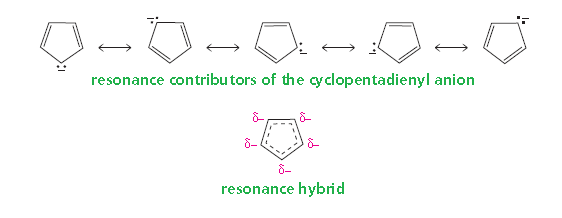 resonance contributors of the cyclopentadienyl anion
δ– δ–
δ– δ–
δ–
resonance hybrid